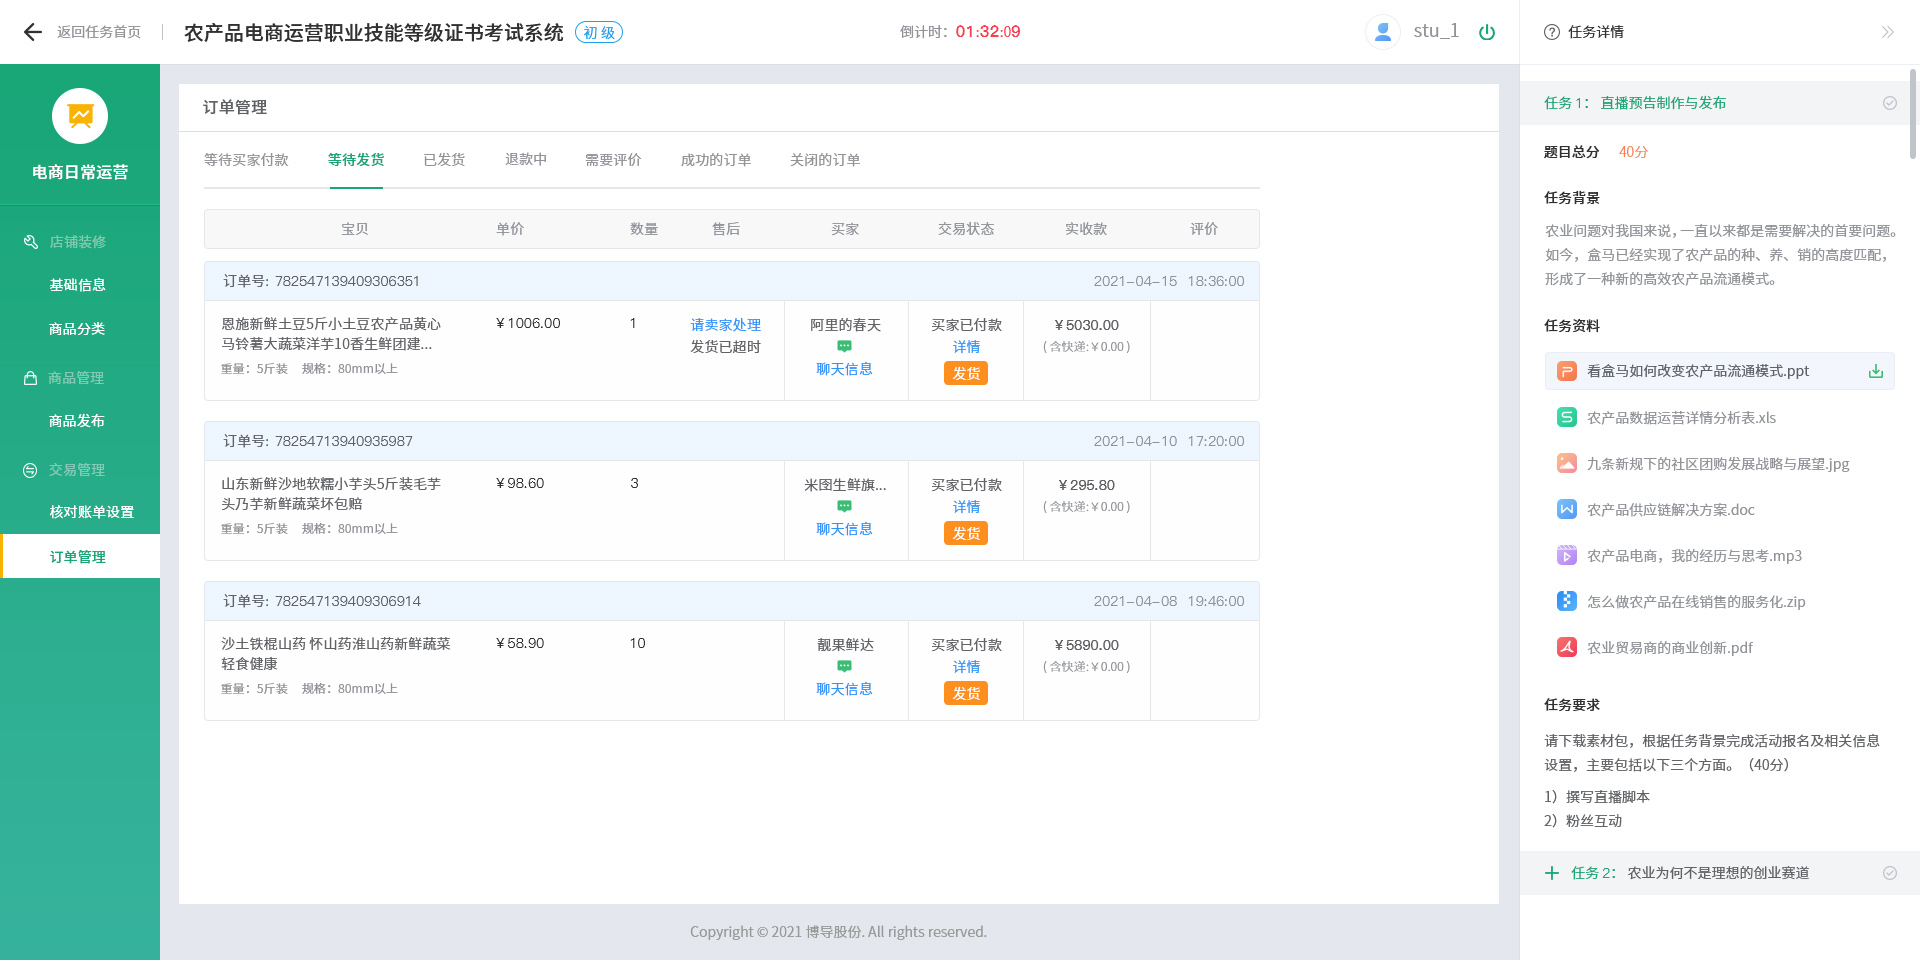 返回任务首页
农产品电商运营职业技能等级证书考试系统 初 级
倒计时：01:32:09
stu_1
电商日常运营
店铺装修
基础信息
商品分类
商品管理
商品发布
交易管理
核对账单设置
订单管理
订单管理
等待买家付款 等待发货 已发货 退款中 需要评价 成功的订单 关闭的订单
宝贝 单价 数量 售后 买家 交易状态 实收款 评价
订单号: 782547139409306351 2021-04-15 18:36:00
恩施新鲜土豆5斤小土豆农产品黄心
马铃薯大蔬菜洋芋10香生鲜团建...
重量：5斤装 规格：80mm以上
¥1006.00
1
请卖家处理
发货已超时
阿里的春天
聊天信息
买家已付款
详情
发货
¥5030.00
( 含快递:¥0.00 )
订单号: 78254713940935987 2021-04-10 17:20:00
山东新鲜沙地软糯小芋头5斤装毛芋
头乃芋新鲜蔬菜坏包赔
重量：5斤装 规格：80mm以上
¥98.60
3
米图生鲜旗...
聊天信息
买家已付款
详情
发货
¥295.80
( 含快递:¥0.00 )
订单号: 782547139409306914 2021-04-08 19:46:00
沙土铁棍山药 怀山药淮山药新鲜蔬菜
轻食健康
重量：5斤装 规格：80mm以上
¥58.90
10
靓果鲜达
聊天信息
买家已付款
详情
发货
¥5890.00
( 含快递:¥0.00 )
Copyright © 2021 博导股份. All rights reserved.
任务详情
任务 1： 直播预告制作与发布
题目总分 40分
任务背景
农业问题对我国来说，一直以来都是需要解决的首要问题。
如今，盒马已经实现了农产品的种、养、销的高度匹配，
形成了一种新的高效农产品流通模式。
任务资料
看盒马如何改变农产品流通模式.ppt
农产品数据运营详情分析表.xls
九条新规下的社区团购发展战略与展望.jpg
农产品供应链解决方案.doc
农产品电商，我的经历与思考.mp3
怎么做农产品在线销售的服务化.zip
农业贸易商的商业创新.pdf
任务要求
请下载素材包，根据任务背景完成活动报名及相关信息
设置，主要包括以下三个方面。（40分）
1）撰写直播脚本
2）粉丝互动
任务 2： 农业为何不是理想的创业赛道